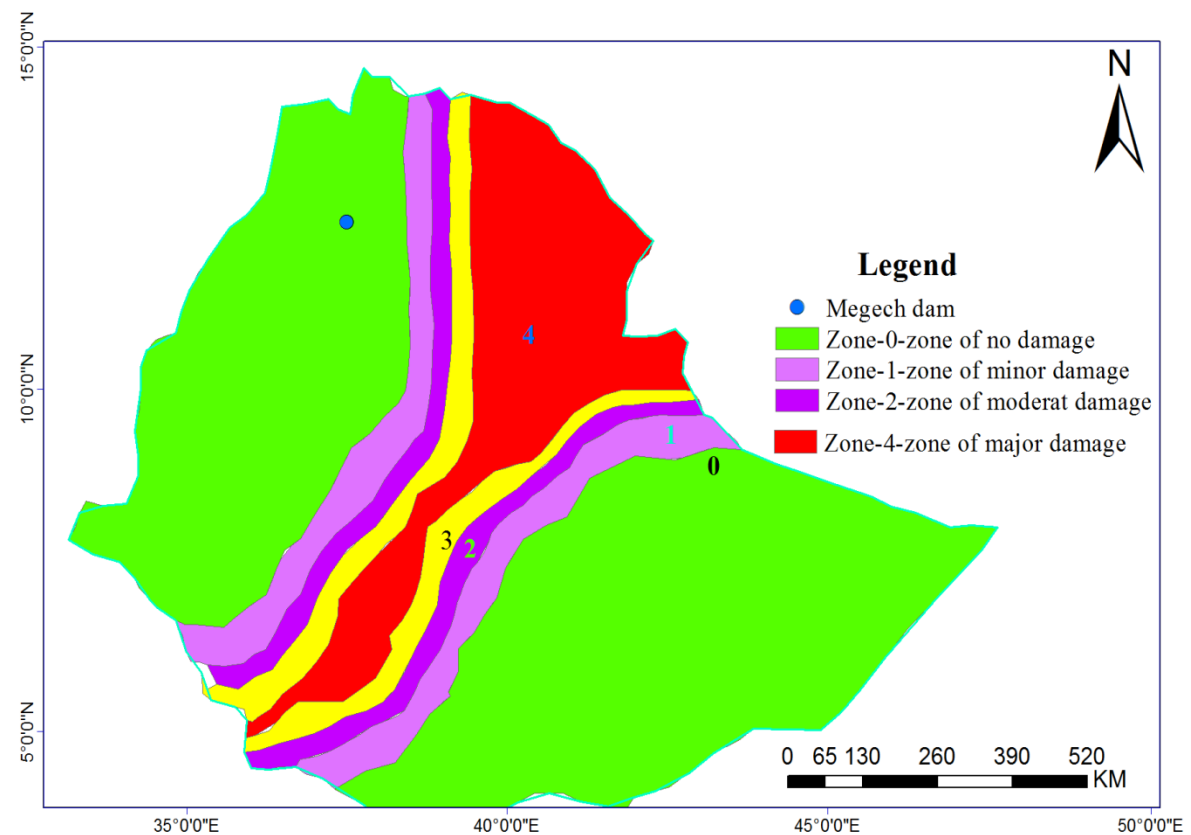 15°0'0"N
N
Legend
Megech dam
Zone-0-zone of no damage
4
Zone-1-zone of minor damage
10°0'0"N
Zone-2-zone of moderat damage
1
Zone-4-zone of major damage
0
3
2
5°0'0"N
0 65 130 260 390 520
KM
35°0'0"E 40°0'0"E 45°0'0"E 50°0'0"E